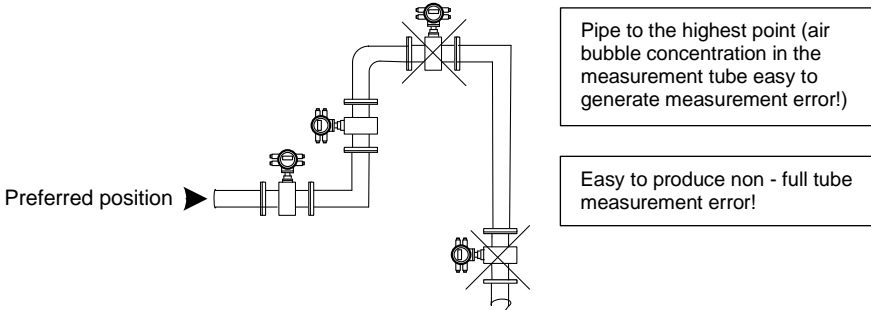 Pipe to the highest point (air
bubble concentration in the
measurement tube easy to
generate measurement error!)
Preferred position
Easy to produce non - full tube
measurement error!